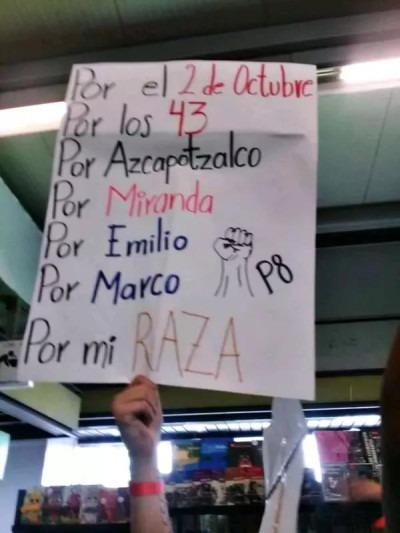 Por el 2 de Octubre
Por los 43
Por Azcapotzalco
Por Miranda
Por Emilio
Por Marco
P8
Por mi RAZA